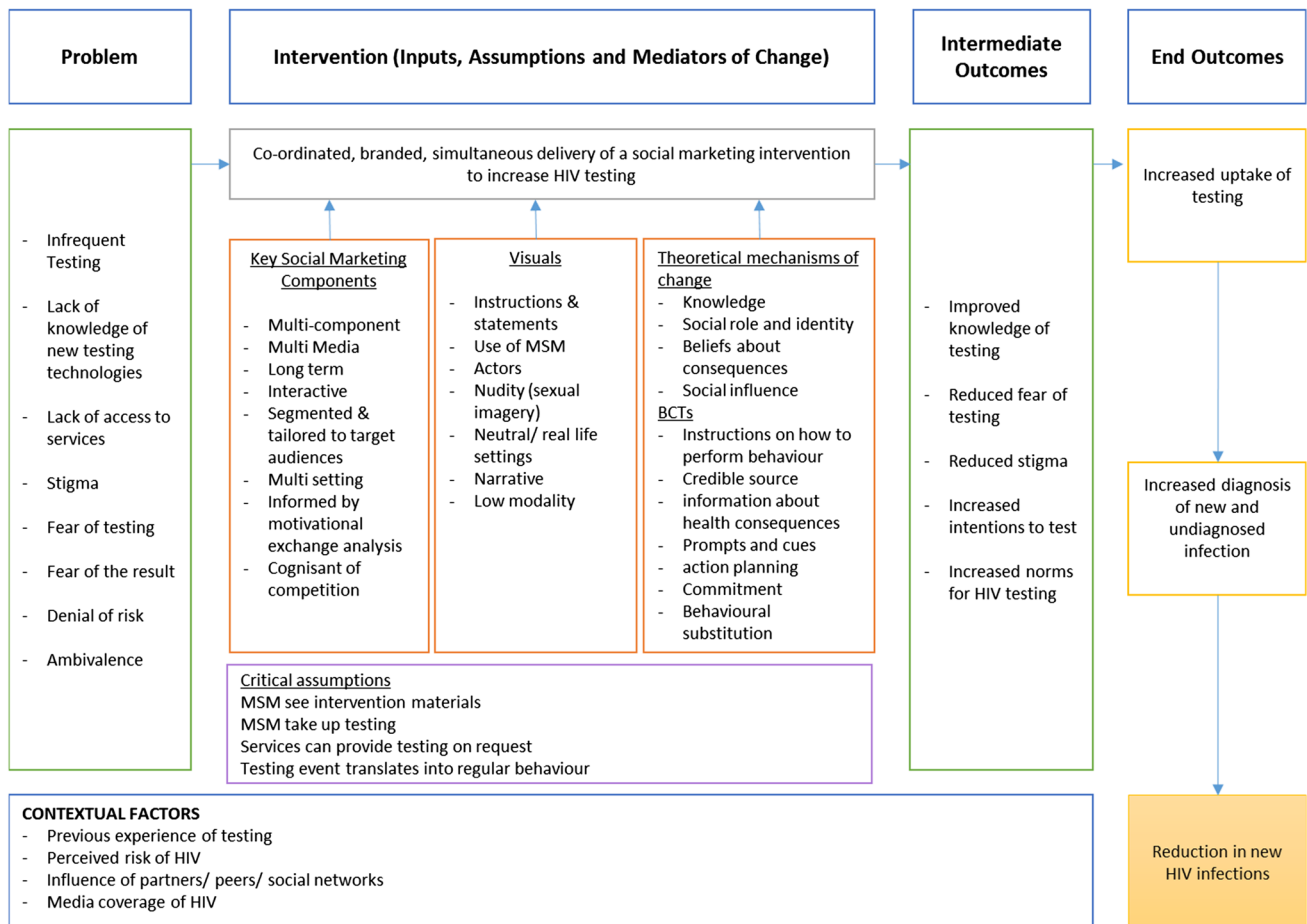 Problem
Intervention (Inputs, Assumptions and Mediators of Change)
Intermediate
Outcomes
End Outcomes
- Infrequent
Testing
- Lack of
knowledge of
new testing
technologies
- Lack of access to
services
- Stigma
- Fear of testing
- Fear of the result
- Denial of risk
- Ambivalence
Co-ordinated, branded, simultaneous delivery of a social marketing intervention
to increase HIV testing
Key Social Marketing
Components
- Multi-component
- Multi Media
- Long term
- Interactive
- Segmented &
tailored to target
audiences
- Multi setting
- Informed by
motivational
exchange analysis
- Cognisant of
competition
Visuals
- Instructions &
statements
- Use of MSM
- Actors
- Nudity (sexual
imagery)
- Neutral/ real life
settings
- Narrative
- Low modality
Theoretical mechanisms of
change
- Knowledge
- Social role and identity
- Beliefs about
consequences
- Social influence
BCTs
- Instructions on how to
perform behaviour
- Credible source
- information about
health consequences
- Prompts and cues
- action planning
- Commitment
- Behavioural
substitution
Critical assumptions
MSM see intervention materials
MSM take up testing
Services can provide testing on request
Testing event translates into regular behaviour
- Improved
knowledge of
testing
- Reduced fear of
testing
- Reduced stigma
- Increased
intentions to test
- Increased norms
for HIV testing
Increased uptake of
testing
Increased diagnosis
of new and
undiagnosed
infection
Reduction in new
HIV infections
CONTEXTUAL FACTORS
- Previous experience of testing
- Perceived risk of HIV
- Influence of partners/ peers/ social networks
- Media coverage of HIV